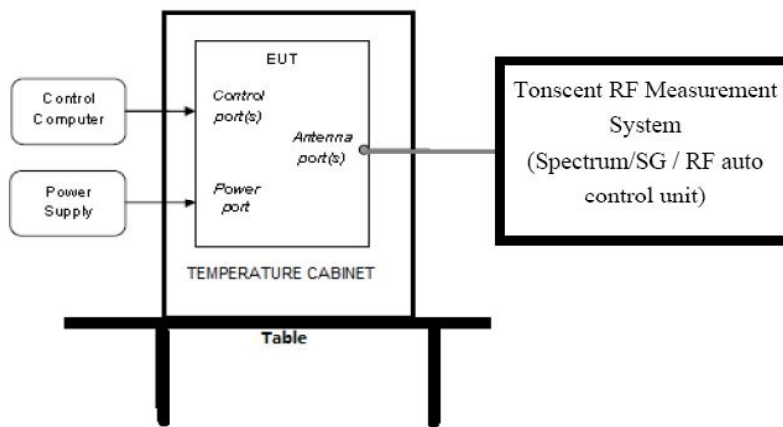 EUT
Control
Computer
Control
port(s)
Antenna
port(s)
Power
Supply
Power
port
TEMPERATURE CABINET
Table
Tonscent RF Measurement
System
(Spectrum/SG / RF auto
control unit)